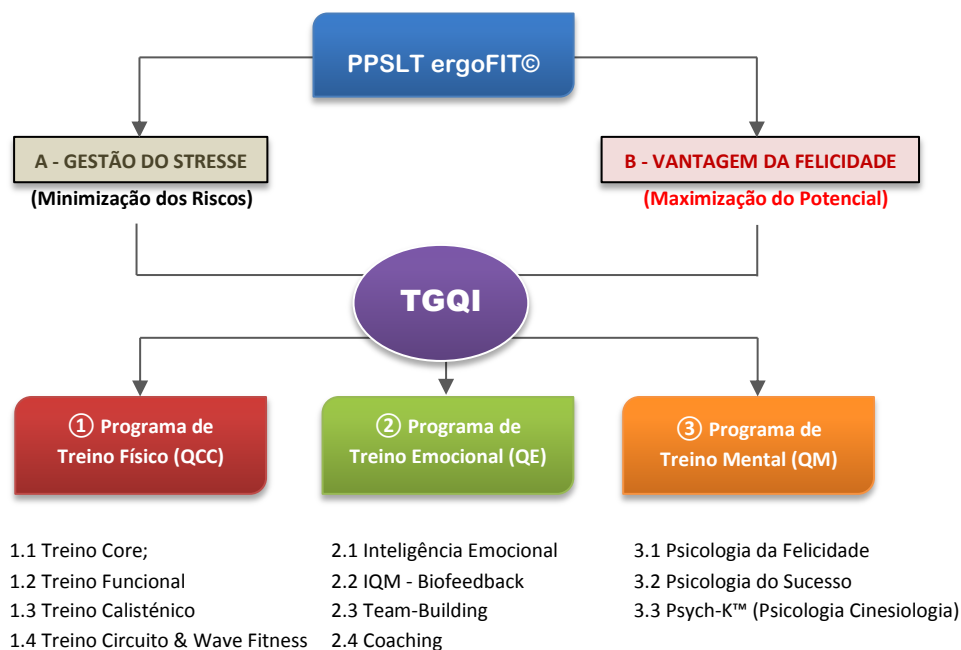 PPSLT ergoFIT©
A - GESTÃO DO STRESSE
(Minimização dos Riscos)
B - VANTAGEM DA FELICIDADE
(Maximização do Potencial)
TGQI
① Programa de
Treino Físico (QCC)
② Programa de
Treino Emocional (QE)
③ Programa de
Treino Mental (QM)
1.1 Treino Core;
1.2 Treino Funcional
1.3 Treino Calisténico
1.4 Treino Circuito & Wave Fitness
2.1 Inteligência Emocional
2.2 IQM - Biofeedback
2.3 Team-Building
2.4 Coaching
3.1 Psicologia da Felicidade
3.2 Psicologia do Sucesso
3.3 Psych-K™ (Psicologia Cinesiologia)